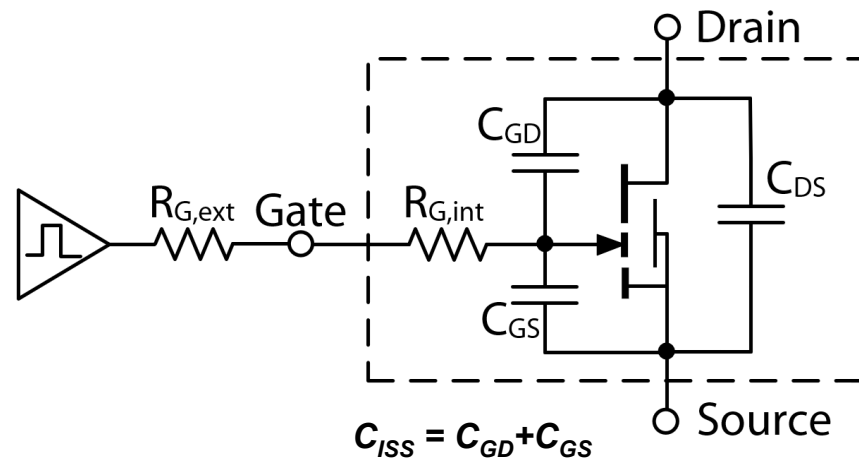 Drain
C_GD
C_DS
R_G,ext
Gate
R_G,int
C_GS
Source
C_ISS = C_GD+C_GS